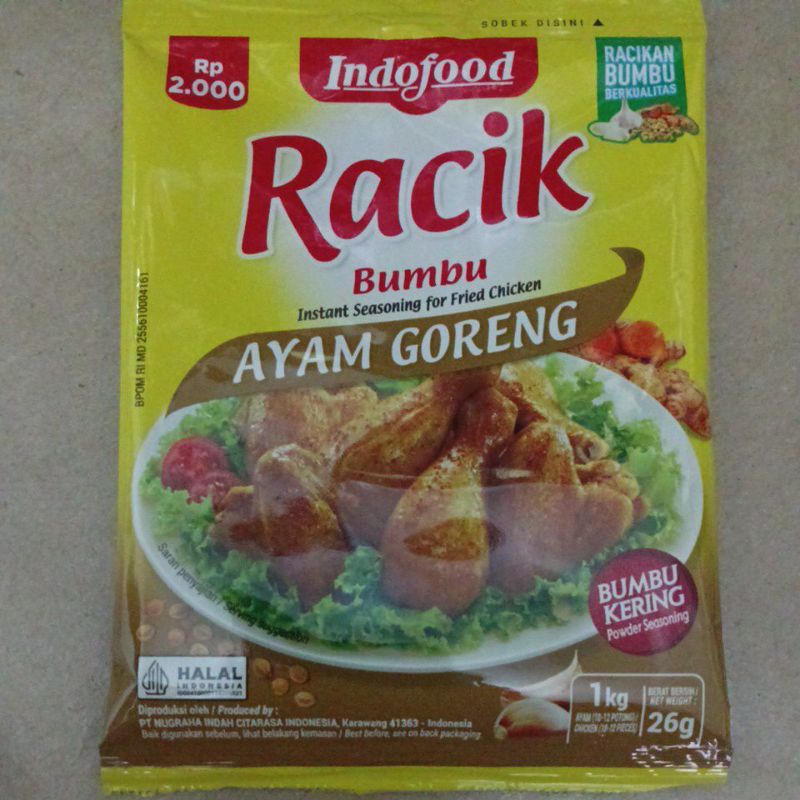 SOBEK DISINI ▲
Rp
2.000
Indofood
RACIKAN
BUMBU
BERKUALITAS
Racik
Bumbu
Instant Seasoning for Fried Chicken
AYAM GORENG
BPOM RI MD 255610004161
Saran penyajian / Serving suggestion
BUMBU
KERING
Powder Seasoning
HALAL
INDONESIA
1kg
AYAM (10-12 POTONG) /
CHICKEN (10-12 PIECES)
BERAT BERSIH /
NET WEIGHT :
26g
Diproduksi oleh / Produced by :
PT NUGRAHA INDAH CITARASA INDONESIA, Karawang 41363 - Indonesia
Baik digunakan sebelum, lihat belakang kemasan / Best before, see on back packaging